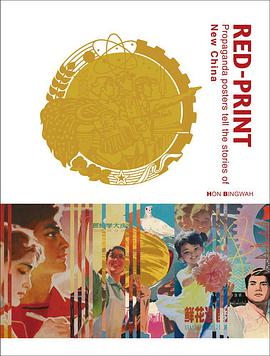 RED-PRINT
Propaganda posters tell the stories of
New China
HON BINGWAH
鲜花